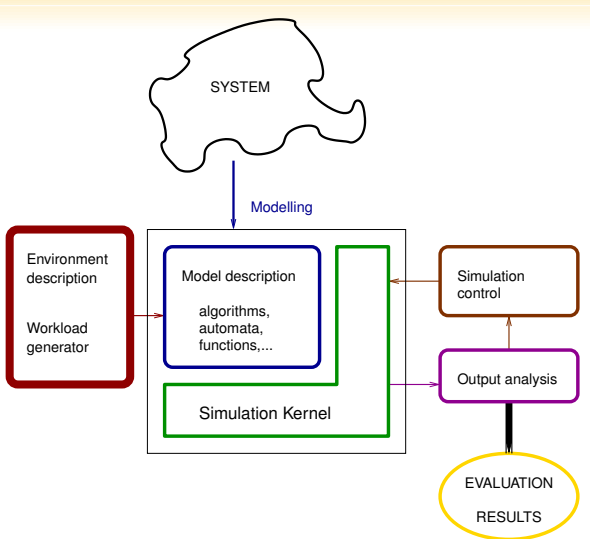 SYSTEM
Modelling
Environment
description
Workload
generator
Model description
algorithms,
automata,
functions,...
Simulation Kernel
Simulation
control
Output analysis
EVALUATION
RESULTS